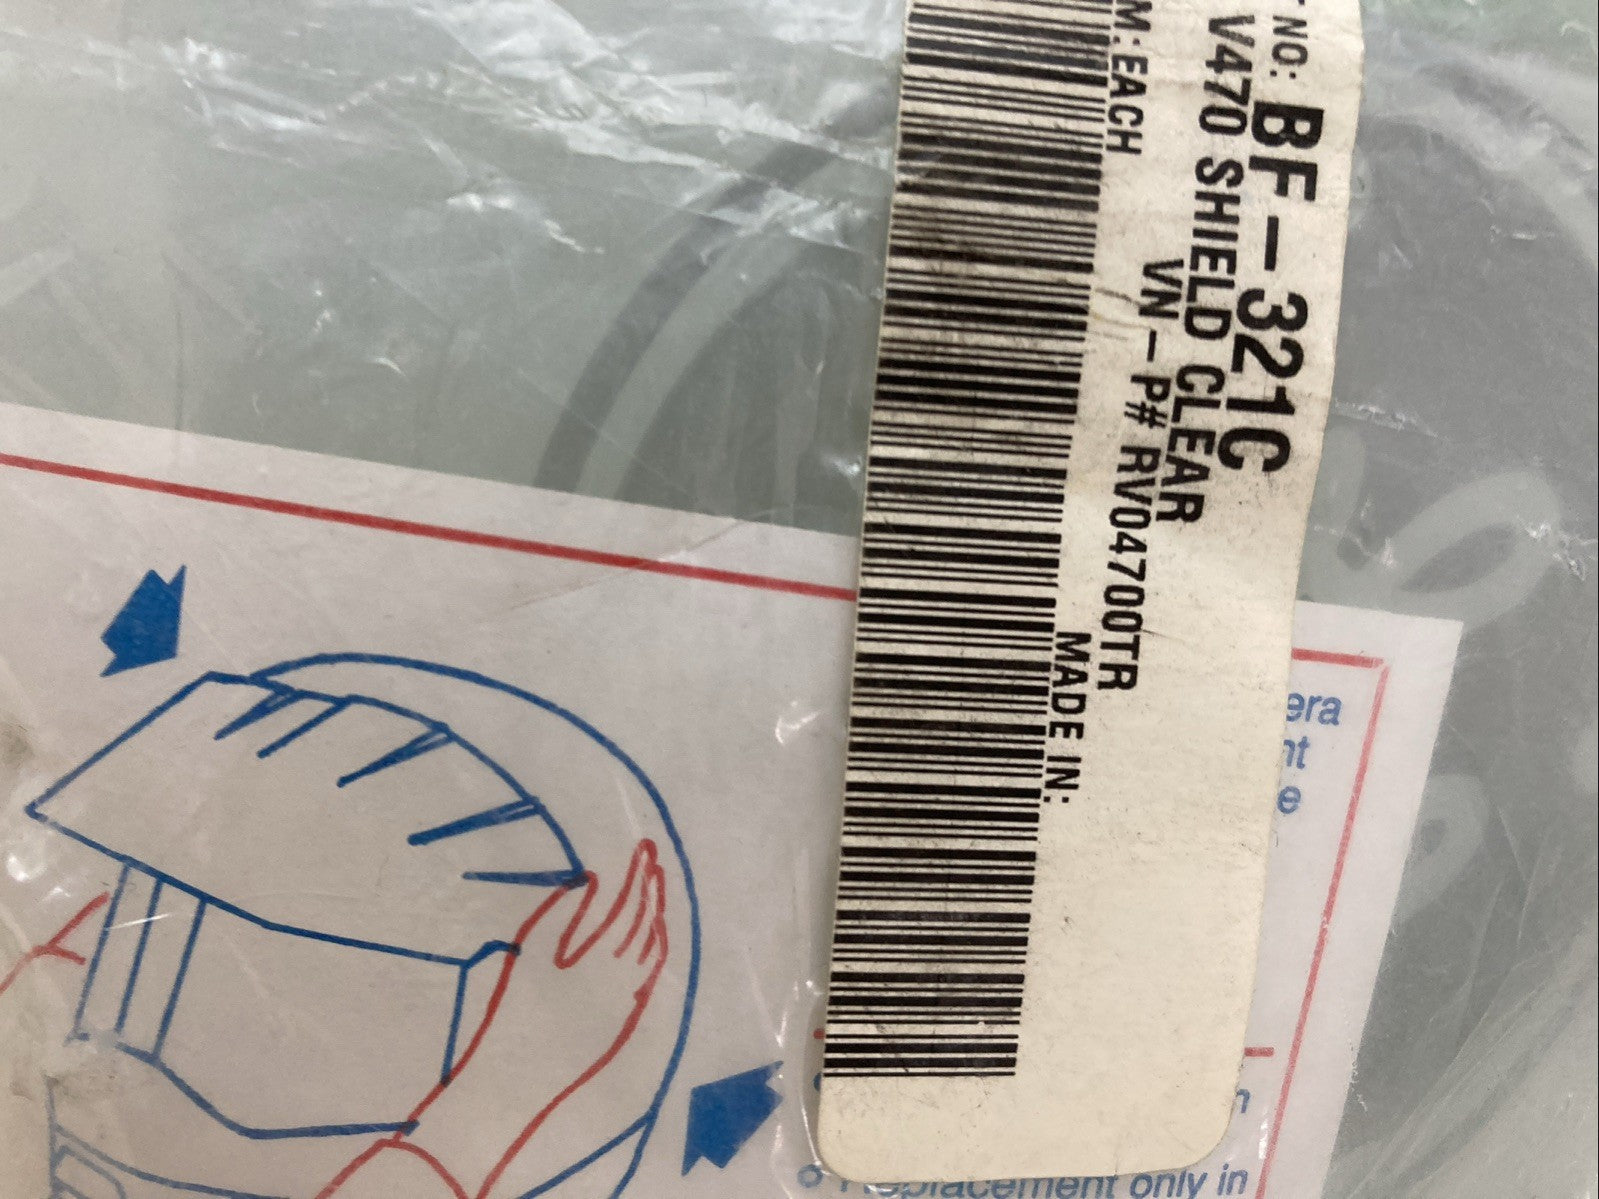 T NO: BF-321C
V470 SHIELD CLEAR
VN-P# RV04700TR
M:EACH
MADE IN:
era
nt
e
n
Replacement only in